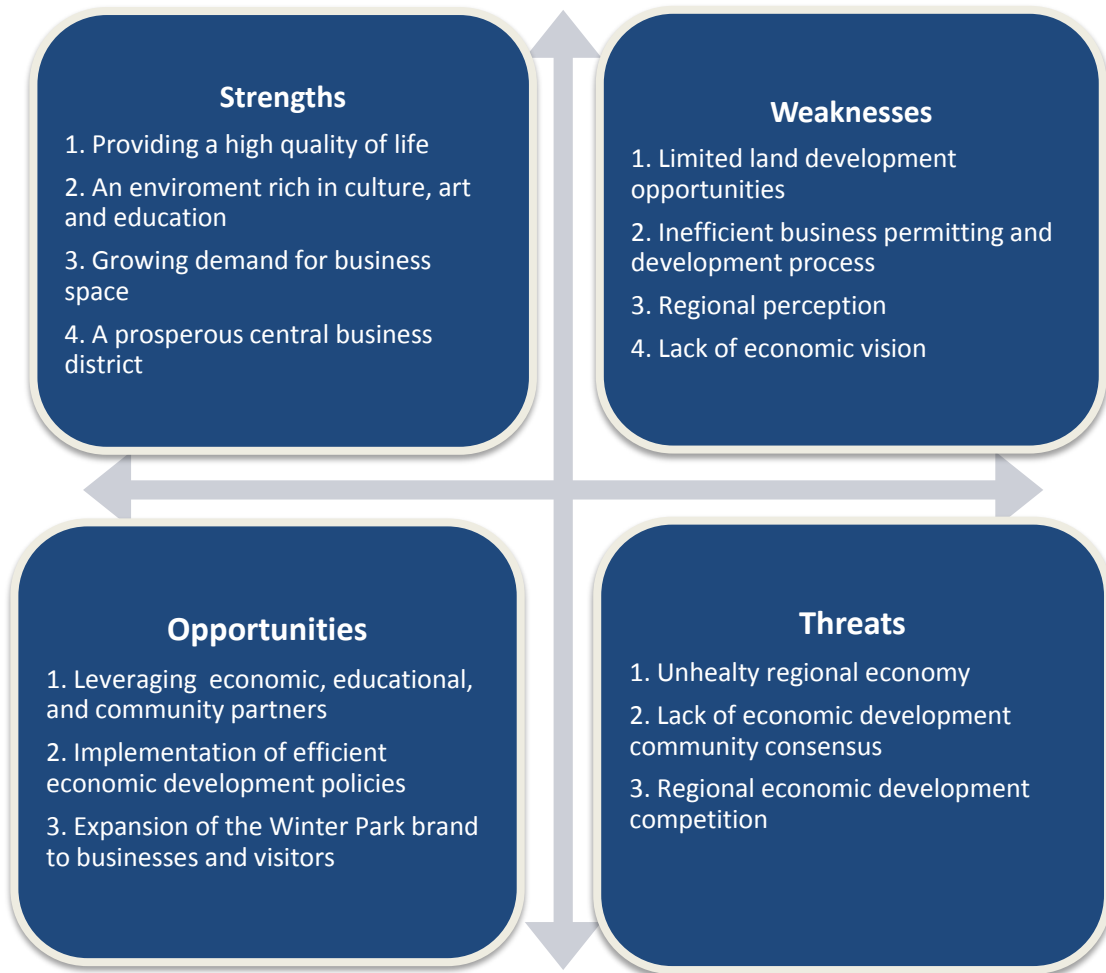 Strengths
1. Providing a high quality of life
2. An enviroment rich in culture, art
and education
3. Growing demand for business
space
4. A prosperous central business
district
Weaknesses
1. Limited land development
opportunities
2. Inefficient business permitting and
development process
3. Regional perception
4. Lack of economic vision
Opportunities
1. Leveraging  economic, educational,
and community partners
2. Implementation of efficient
economic development policies
3. Expansion of the Winter Park brand
to businesses and visitors
Threats
1. Unhealty regional economy
2. Lack of economic development
community consensus
3. Regional economic development
competition